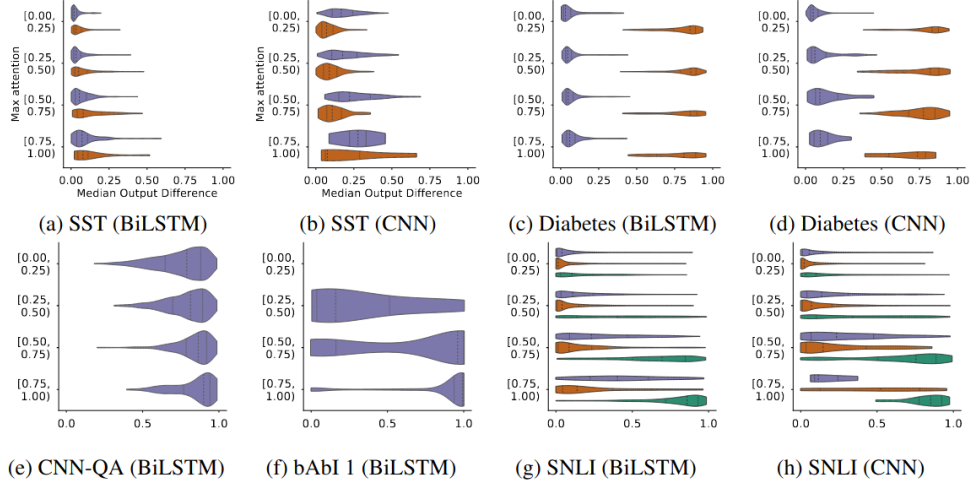 Max attention
[0.00, 0.25)
[0.25, 0.50)
[0.50, 0.75)
[0.75, 1.00)
0.00 0.25 0.50 0.75 1.00
Median Output Difference
(a) SST (BiLSTM)
Max attention
[0.00, 0.25)
[0.25, 0.50)
[0.50, 0.75)
[0.75, 1.00)
0.00 0.25 0.50 0.75 1.00
Median Output Difference
(b) SST (CNN)
[0.00, 0.25)
[0.25, 0.50)
[0.50, 0.75)
[0.75, 1.00)
0.00 0.25 0.50 0.75 1.00
(c) Diabetes (BiLSTM)
[0.00, 0.25)
[0.25, 0.50)
[0.50, 0.75)
[0.75, 1.00)
0.00 0.25 0.50 0.75 1.00
(d) Diabetes (CNN)
[0.00, 0.25)
[0.25, 0.50)
[0.50, 0.75)
[0.75, 1.00)
0.0 0.5 1.0
(e) CNN-QA (BiLSTM)
[0.00, 0.25)
[0.25, 0.50)
[0.50, 0.75)
[0.75, 1.00)
0.0 0.5 1.0
(f) bAbI 1 (BiLSTM)
[0.00, 0.25)
[0.25, 0.50)
[0.50, 0.75)
[0.75, 1.00)
0.0 0.5 1.0
(g) SNLI (BiLSTM)
[0.00, 0.25)
[0.25, 0.50)
[0.50, 0.75)
[0.75, 1.00)
0.0 0.5 1.0
(h) SNLI (CNN)